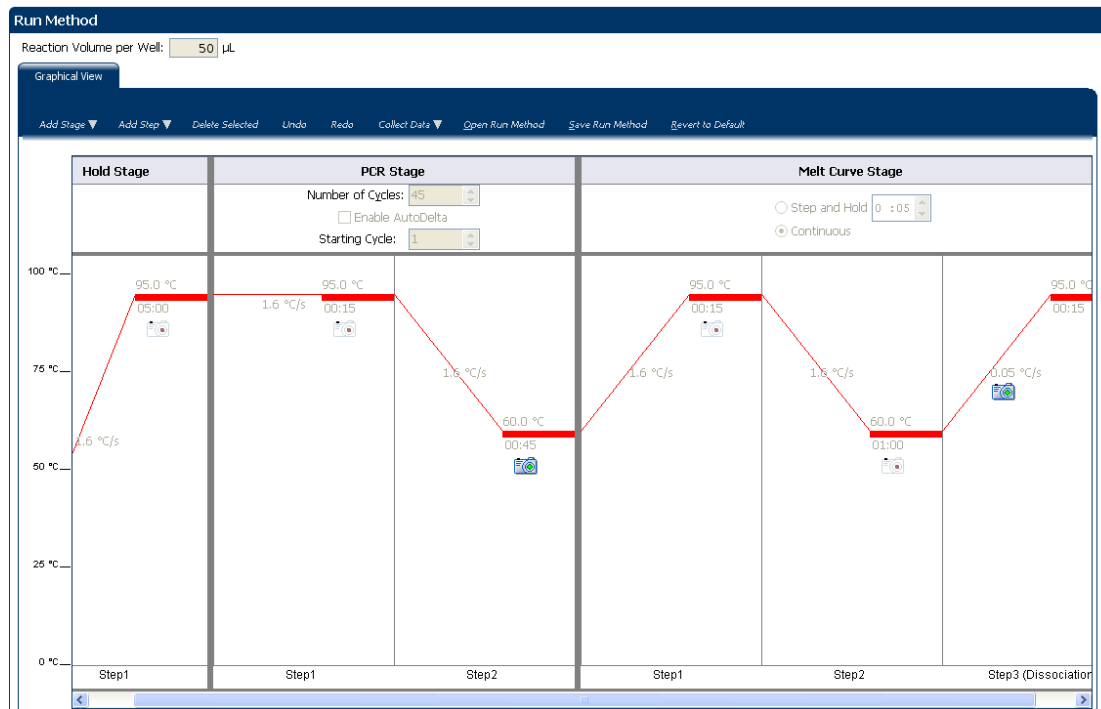 Run Method
Reaction Volume per Well: 50 µL
Graphical View
Add Stage ▼ Add Step ▼ Delete Selected Undo Redo Collect Data ▼ Open Run Method Save Run Method Revert to Default
Hold Stage PCR Stage Melt Curve Stage
Number of Cycles: 45
Enable AutoDelta
Starting Cycle: 1
Step and Hold 0 :05
Continuous
100 °C
95.0 °C 95.0 °C 95.0 °C 95.0 °C
05:00 1.6 °C/s 00:15 00:15 00:15
75 °C
1.6 °C/s 1.6 °C/s 1.6 °C/s 0.05 °C/s
60.0 °C 60.0 °C
1.6 °C/s 00:45 01:00
50 °C
25 °C
0 °C
Step1 Step1 Step2 Step1 Step2 Step3 (Dissociation